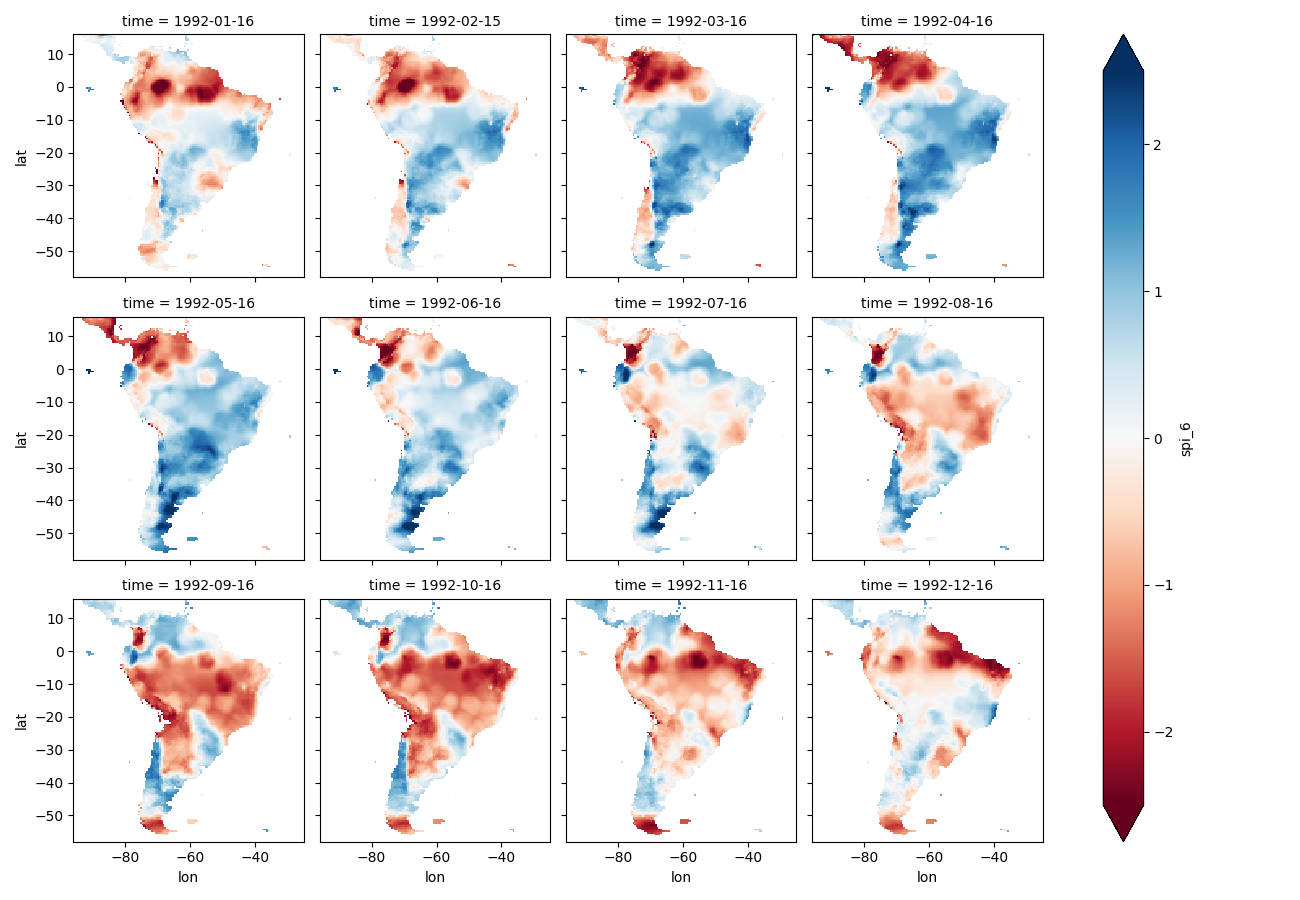 time = 1992-01-16
time = 1992-02-15
time = 1992-03-16
time = 1992-04-16
lat
10
0
−10
−20
−30
−40
−50
−80
−60
−40
time = 1992-05-16
time = 1992-06-16
time = 1992-07-16
time = 1992-08-16
lat
10
0
−10
−20
−30
−40
−50
time = 1992-09-16
time = 1992-10-16
time = 1992-11-16
time = 1992-12-16
lat
10
0
−10
−20
−30
−40
−50
−80
−60
−40
−80
−60
−40
−80
−60
−40
lon
lon
lon
lon
2
1
0
−1
−2
spi_6